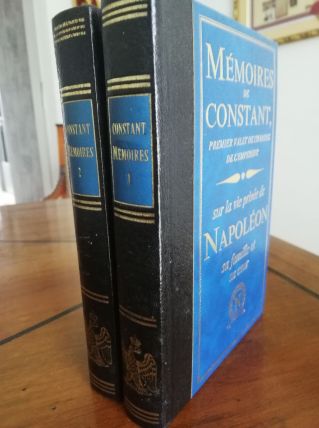 CONSTANT
MÉMOIRES
2
CONSTANT
MÉMOIRES
1
MÉMOIRES
DE
CONSTANT,
PREMIER VALET DE CHAMBRE
DE L'EMPEREUR
sur la vie privée de
NAPOLÉON
sa famille et
sa cour